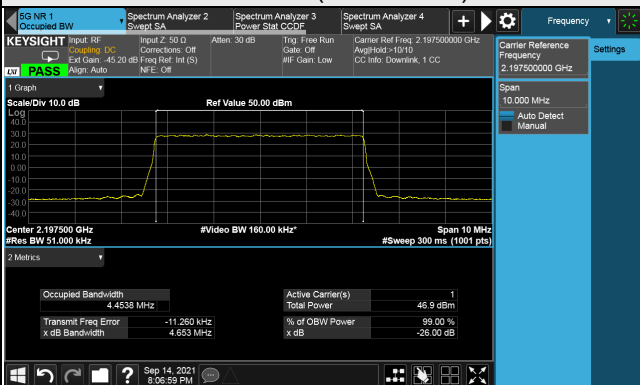 5G NR 1
Occupied BW
Spectrum Analyzer 2
Swept SA
Spectrum Analyzer 3
Power Stat CCDF
Spectrum Analyzer 4
Swept SA
Frequency
KEYSIGHT
Input: RF
Coupling: DC
Ext Gain: -45.20 dB
Align: Auto
Input Z: 50 Ω
Corrections: Off
Freq Ref: Int (S)
NFE: Off
Atten: 30 dB
Trig: Free Run
Gate: Off
#IF Gain: Low
Carrier Ref Freq: 2.197500000 GHz
Avg|Hold:>10/10
CC Info: Downlink, 1 CC
LXI PASS
Carrier Reference
Frequency
2.197500000 GHz
Settings
Span
10.000 MHz
Auto Detect
Manual
1 Graph
Scale/Div 10.0 dB
Ref Value 50.00 dBm
Log
40.0
30.0
20.0
10.0
0.00
-10.0
-20.0
-30.0
-40.0
Center 2.197500 GHz
#Video BW 160.00 kHz*
Span 10 MHz
#Res BW 51.000 kHz
#Sweep 300 ms (1001 pts)
2 Metrics
Occupied Bandwidth
4.4538 MHz
Active Carrier(s) 1
Total Power 46.9 dBm
Transmit Freq Error -11.260 kHz
x dB Bandwidth 4.653 MHz
% of OBW Power 99.00 %
x dB -26.00 dB
Sep 14, 2021
8:06:59 PM